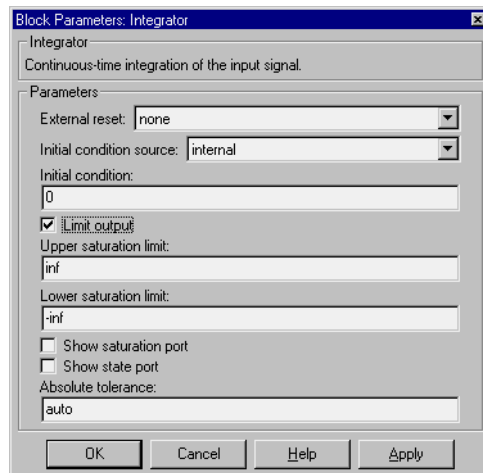 Block Parameters: Integrator
Integrator
Continuous-time integration of the input signal.
Parameters
External reset: none
Initial condition source: internal
Initial condition:
0
Limit output
Upper saturation limit:
inf
Lower saturation limit:
-inf
Show saturation port
Show state port
Absolute tolerance:
auto
OK Cancel Help Apply